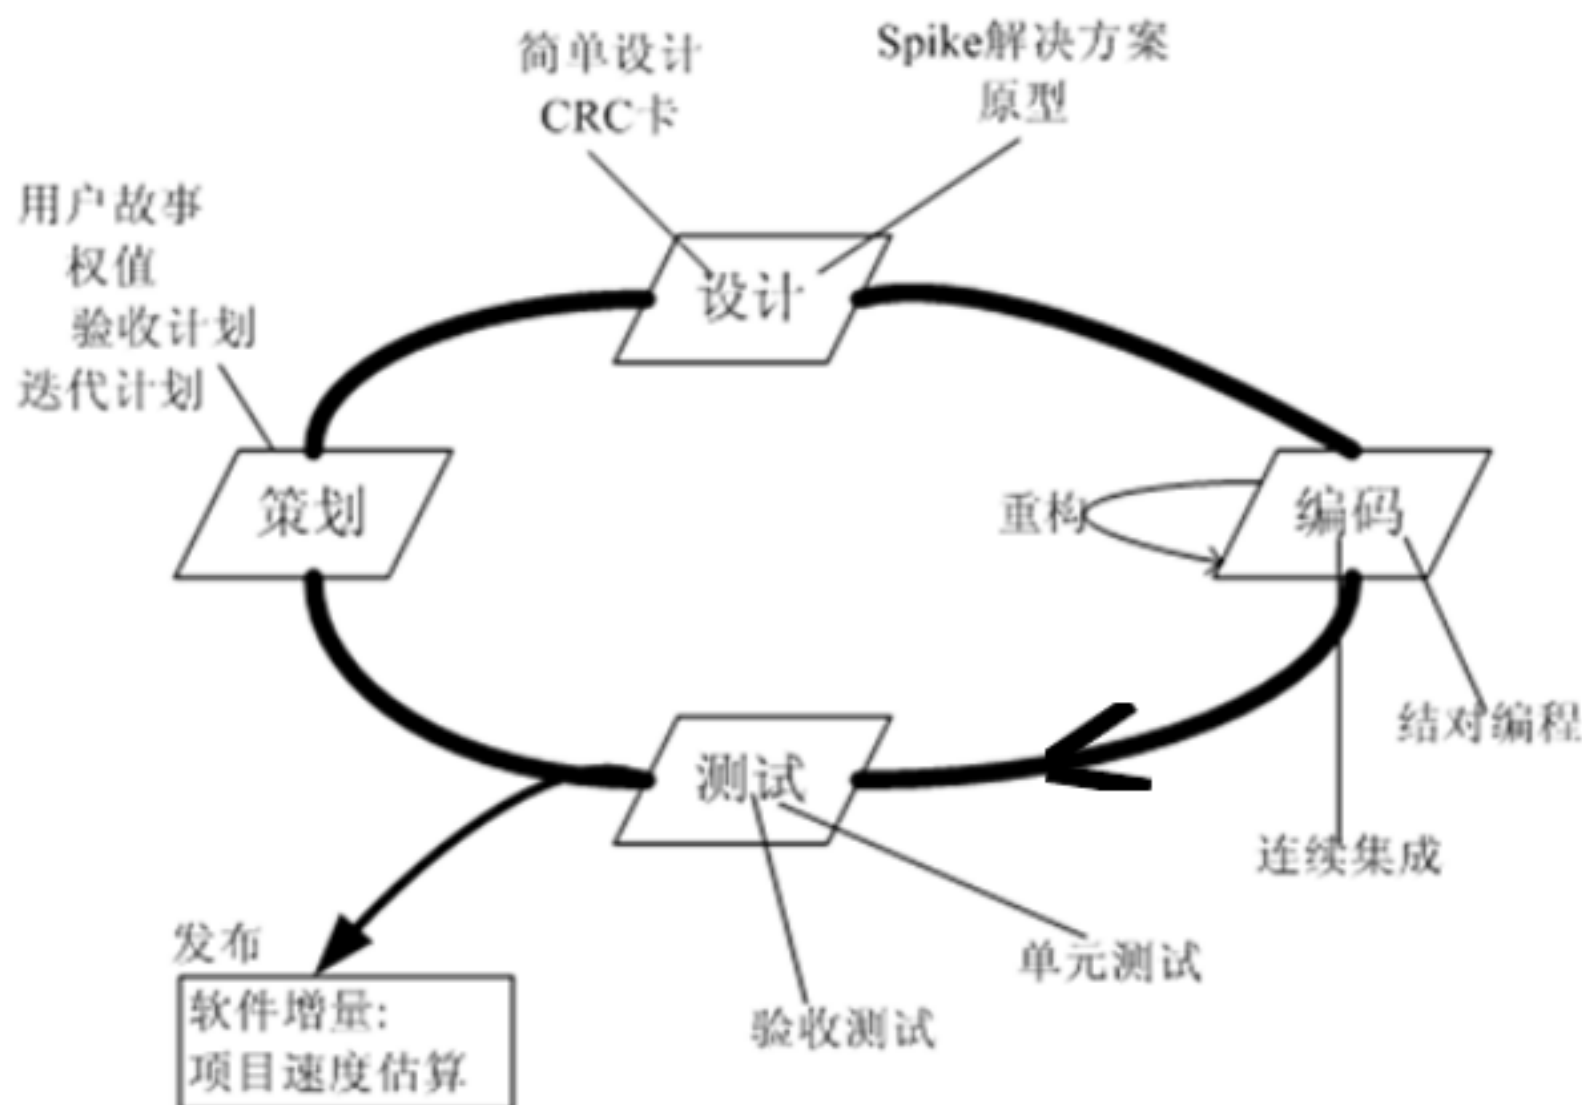 简单设计
CRC卡
Spike解决方案
原型
用户故事
权值
验收计划
迭代计划
设计
策划
重构
编码
结对编程
测试
连续集成
单元测试
验收测试
发布
软件增量:
项目速度估算